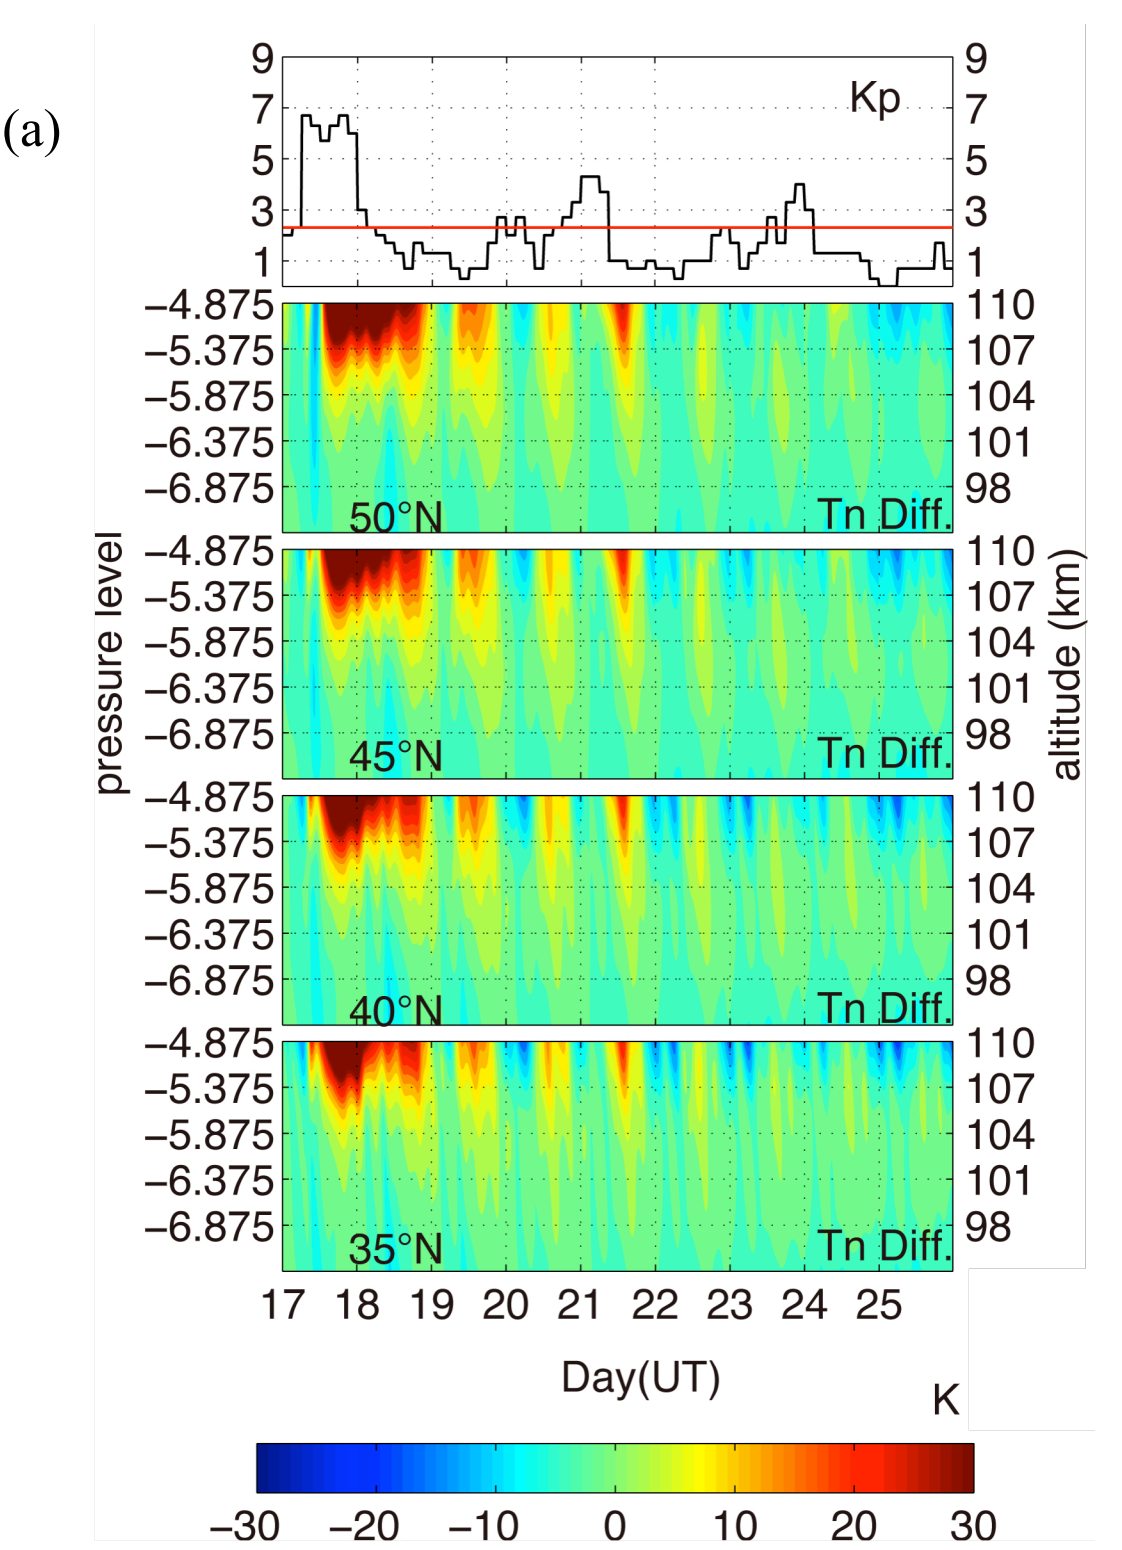 (a)
9 9
7 Kp 7
5 5
3 3
1 1
−4.875 110
−5.375 107
−5.875 104
−6.375 101
−6.875 98
50°N Tn Diff.
−4.875 110
−5.375 107
−5.875 104
−6.375 101
−6.875 98
45°N Tn Diff.
pressure level
altitude (km)
−4.875 110
−5.375 107
−5.875 104
−6.375 101
−6.875 98
40°N Tn Diff.
−4.875 110
−5.375 107
−5.875 104
−6.375 101
−6.875 98
35°N Tn Diff.
17 18 19 20 21 22 23 24 25
Day(UT)
K
−30 −20 −10 0 10 20 30